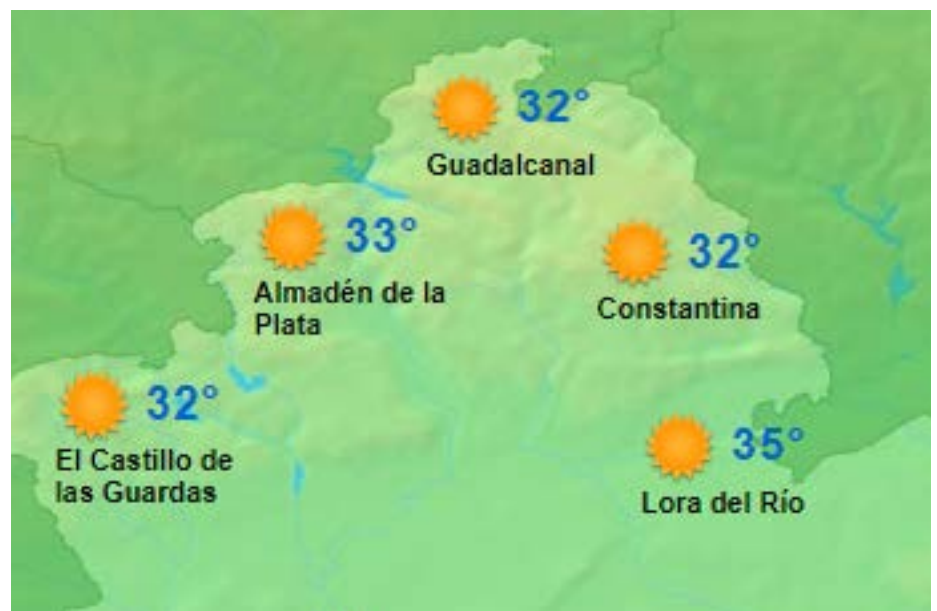 32°
Guadalcanal
33°
Almadén de la
Plata
32°
Constantina
32°
El Castillo de
las Guardas
35°
Lora del Río